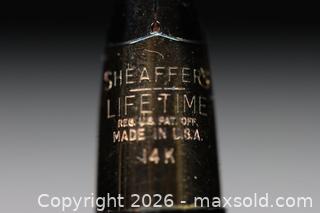 SHEAFFER'S
LIFETIME
REG. U.S. PAT. OFF.
MADE IN U.S.A.
14K
Copyright 2026 - maxsold.com